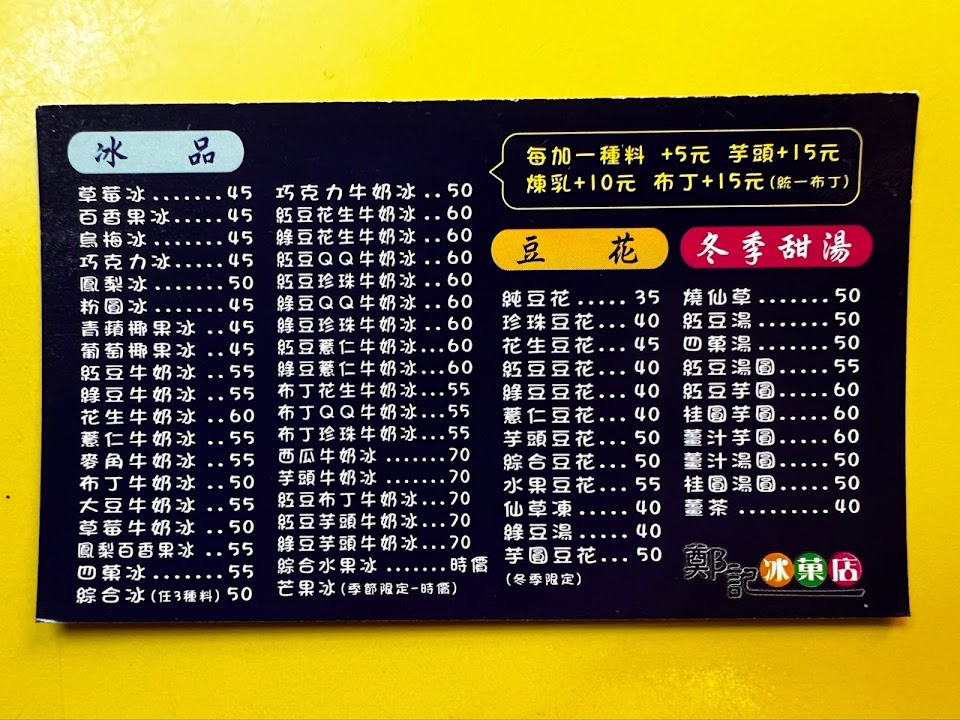 冰 品
草莓冰.......45
百香果冰.....45
烏梅冰.......45
巧克力冰.....45
鳳梨冰.......50
粉圓冰.......45
青蘋椰果冰 ..45
葡萄椰果冰 ..45
紅豆牛奶冰 ..55
綠豆牛奶冰 ..55
花生牛奶冰 ..60
薏仁牛奶冰 ..55
麥角牛奶冰 ..55
布丁牛奶冰 ..50
大豆牛奶冰 ..55
草莓牛奶冰 ..50
鳳梨百香果冰 ..55
四菓冰.......55
綜合冰(任3種料) 50
巧克力牛奶冰 ..50
紅豆花生牛奶冰 ..60
綠豆花生牛奶冰 ..60
紅豆QQ牛奶冰 ..60
紅豆珍珠牛奶冰 ..60
綠豆QQ牛奶冰 ..60
綠豆珍珠牛奶冰 ..60
紅豆薏仁牛奶冰...60
綠豆薏仁牛奶冰...60
布丁花生牛奶冰...55
布丁QQ牛奶冰...55
布丁珍珠牛奶冰...55
西瓜牛奶冰 .......70
芋頭牛奶冰 .......70
紅豆布丁牛奶冰...70
紅豆芋頭牛奶冰...70
綠豆芋頭牛奶冰...70
綜合水果冰.......時價
芒果冰(季節限定-時價)
每加一種料 +5元 芋頭+15元
煉乳+10元 布丁+15元(統一布丁)
豆 花
純豆花.....35
珍珠豆花...40
花生豆花...45
紅豆豆花...40
綠豆豆花...40
薏仁豆花...40
芋頭豆花...50
綜合豆花...50
水果豆花...55
仙草凍.....40
綠豆湯.....40
芋圓豆花...50
(冬季限定)
冬季甜湯
燒仙草.......50
紅豆湯.......50
四菓湯.......50
紅豆湯圓.....55
紅豆芋圓.....60
桂圓芋圓.....60
薑汁芋圓.....60
薑汁湯圓.....50
桂圓湯圓.....50
薑茶 .........40
鄭記冰菓店